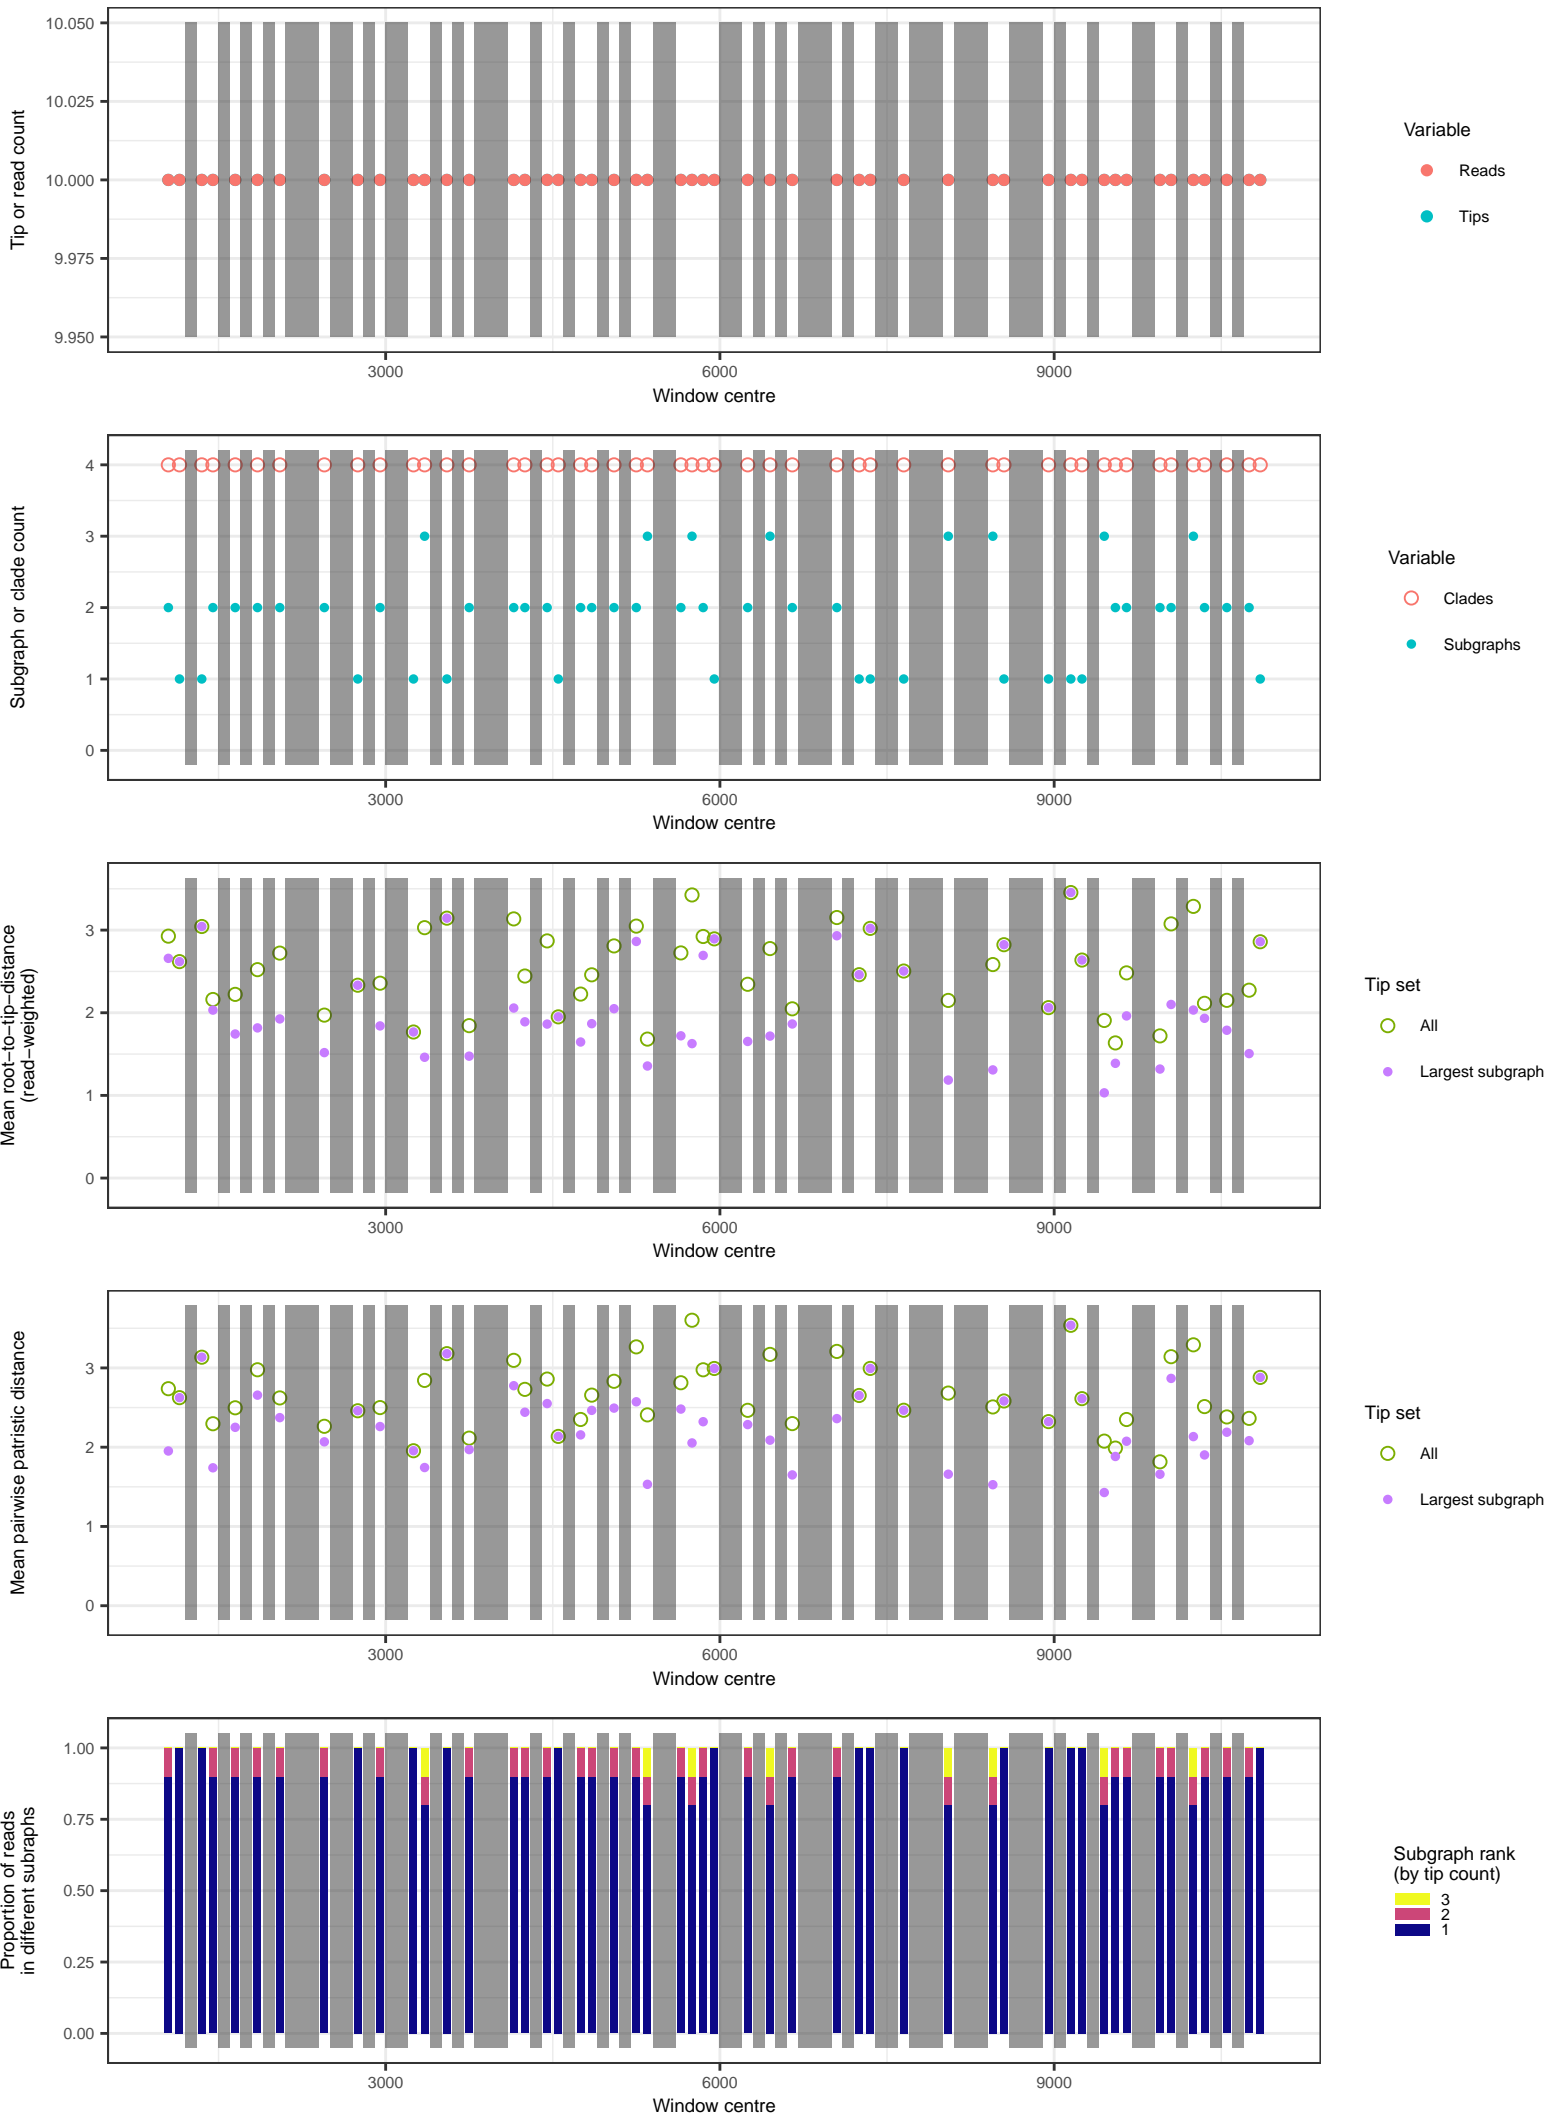 10.050
10.025
10.000
9.975
9.950
Tip or read count
3000 6000 9000
Window centre
Variable
Reads
Tips
4
3
2
1
0
Subgraph or clade count
3000 6000 9000
Window centre
Variable
Clades
Subgraphs
3
2
1
0
Mean root−to−tip−distance
(read−weighted)
3000 6000 9000
Window centre
Tip set
All
Largest subgraph
3
2
1
0
Mean pairwise patristic distance
3000 6000 9000
Window centre
Tip set
All
Largest subgraph
1.00
0.75
0.50
0.25
0.00
Proportion of reads
in different subraphs
3000 6000 9000
Window centre
Subgraph rank
(by tip count)
3
2
1